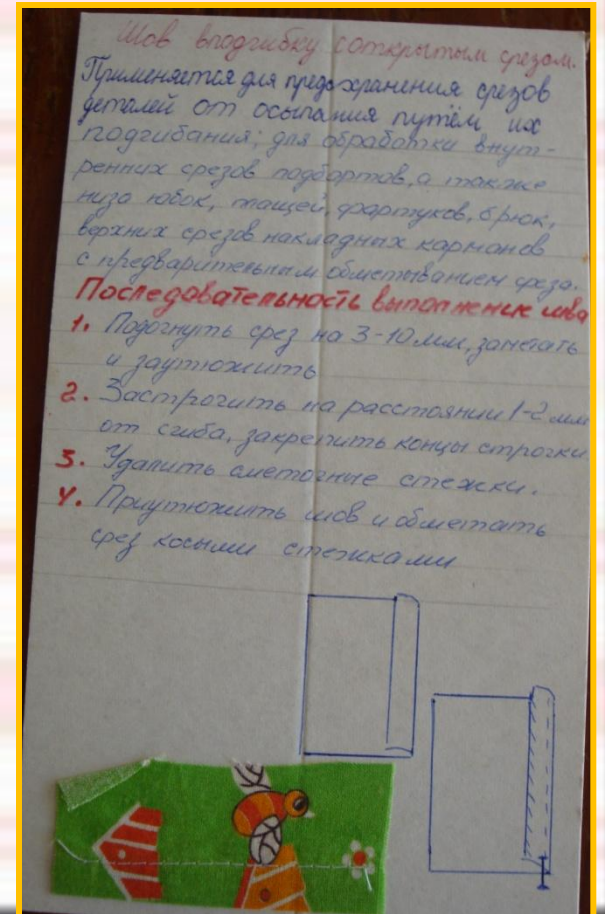 Шов вподгибку с открытым срезом.
Применяется для предохранения срезов
деталей от осыпания путём их
подгибания; для обработки внут-
ренних срезов подбортов, а также
низа юбок, плащей, фартуков, брюк,
верхних срезов накладных карманов
с предварительным обметыванием среза.
Последовательность выполнение шва
1. Подогнуть срез на 3-10 мм, заметать
и заутюжить
2. Застрочить на расстоянии 1-2 мм
от сгиба, закрепить концы строчки
3. Удалить сметочные стежки.
4. Приутюжить шов и обметать
срез косыми стежками